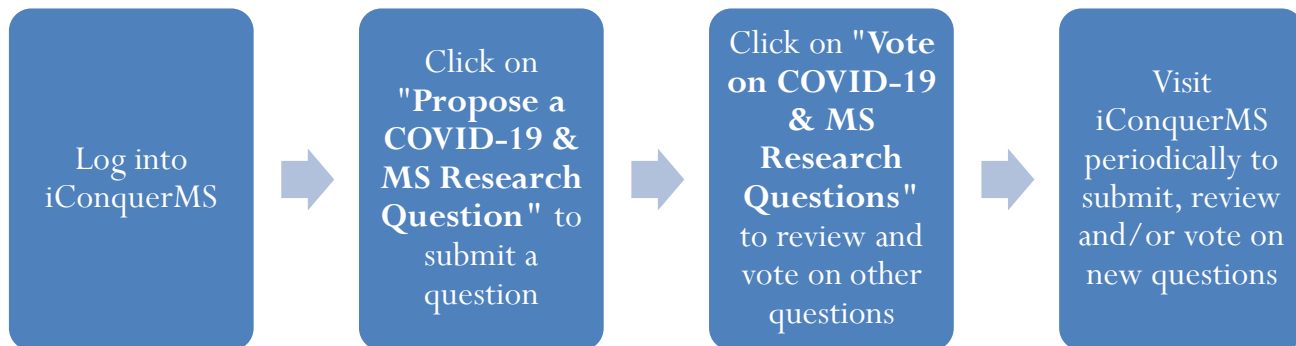 Log into
iConquerMS
Click on
"Propose a
COVID-19 &
MS Research
Question" to
submit a
question
Click on "Vote
on COVID-19
& MS
Research
Questions"
to review and
vote on other
questions
Visit
iConquerMS
periodically to
submit, review
and/or vote on
new questions